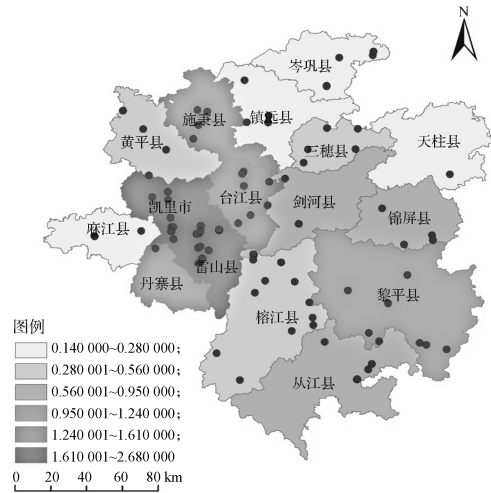 N
岑巩县
施秉县
镇远县
黄平县
三穗县
天柱县
台江县
凯里市
剑河县
锦屏县
麻江县
雷山县
丹寨县
黎平县
榕江县
从江县
图例
0.140 000~0.280 000；
0.280 001~0.560 000；
0.560 001~0.950 000；
0.950 001~1.240 000；
1.240 001~1.610 000；
1.610 001~2.680 000
0 20 40 60 80 km